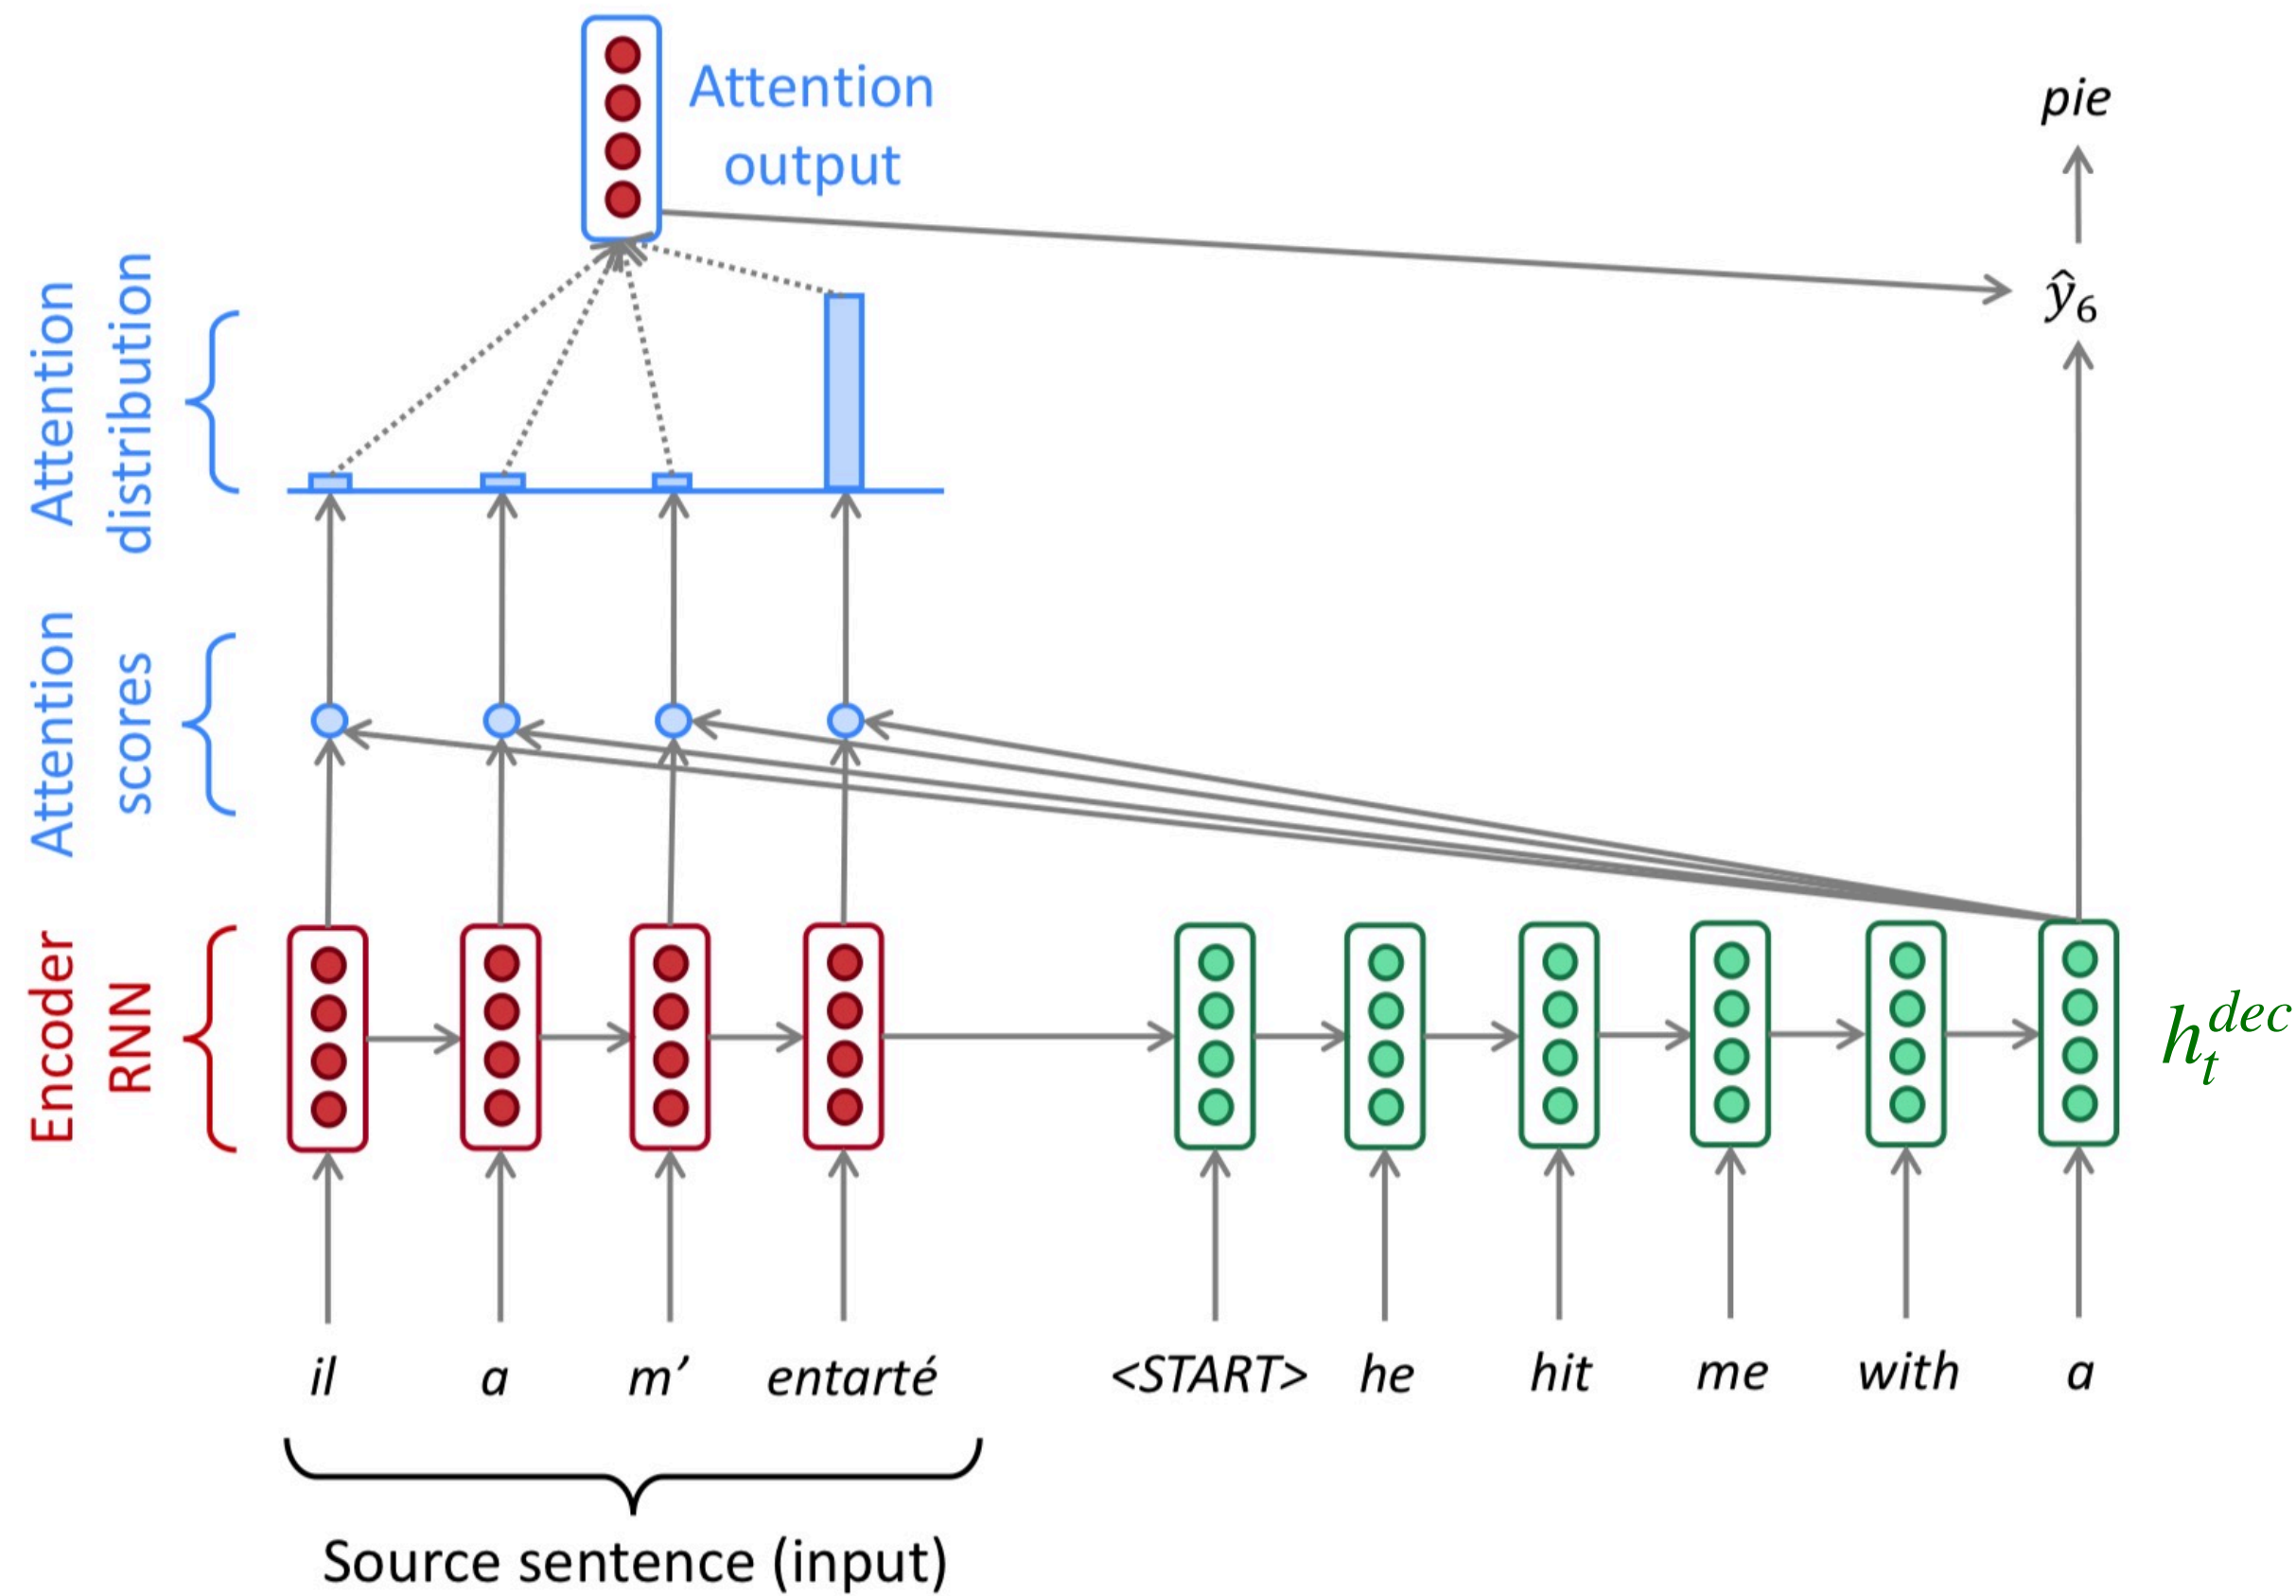 Attention
output
pie
ŷ₆
Attention
distribution
Attention
scores
Encoder
RNN
h_t^{dec}
il a m’ entarté <START> he hit me with a
Source sentence (input)